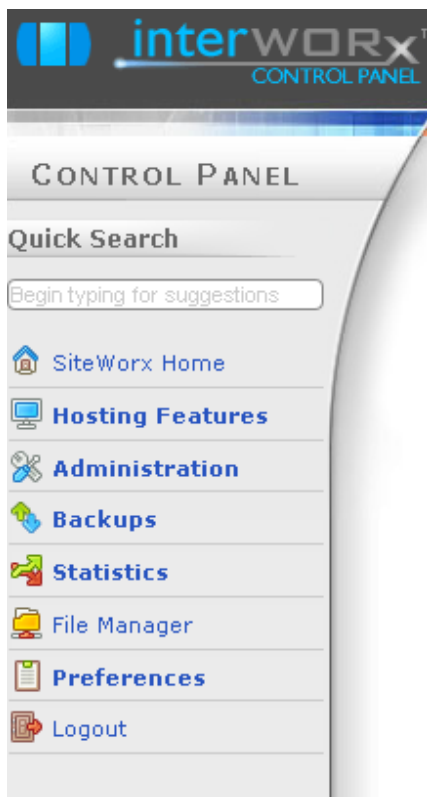 interworx™
CONTROL PANEL
CONTROL PANEL
Quick Search
Begin typing for suggestions
SiteWorx Home
Hosting Features
Administration
Backups
Statistics
File Manager
Preferences
Logout